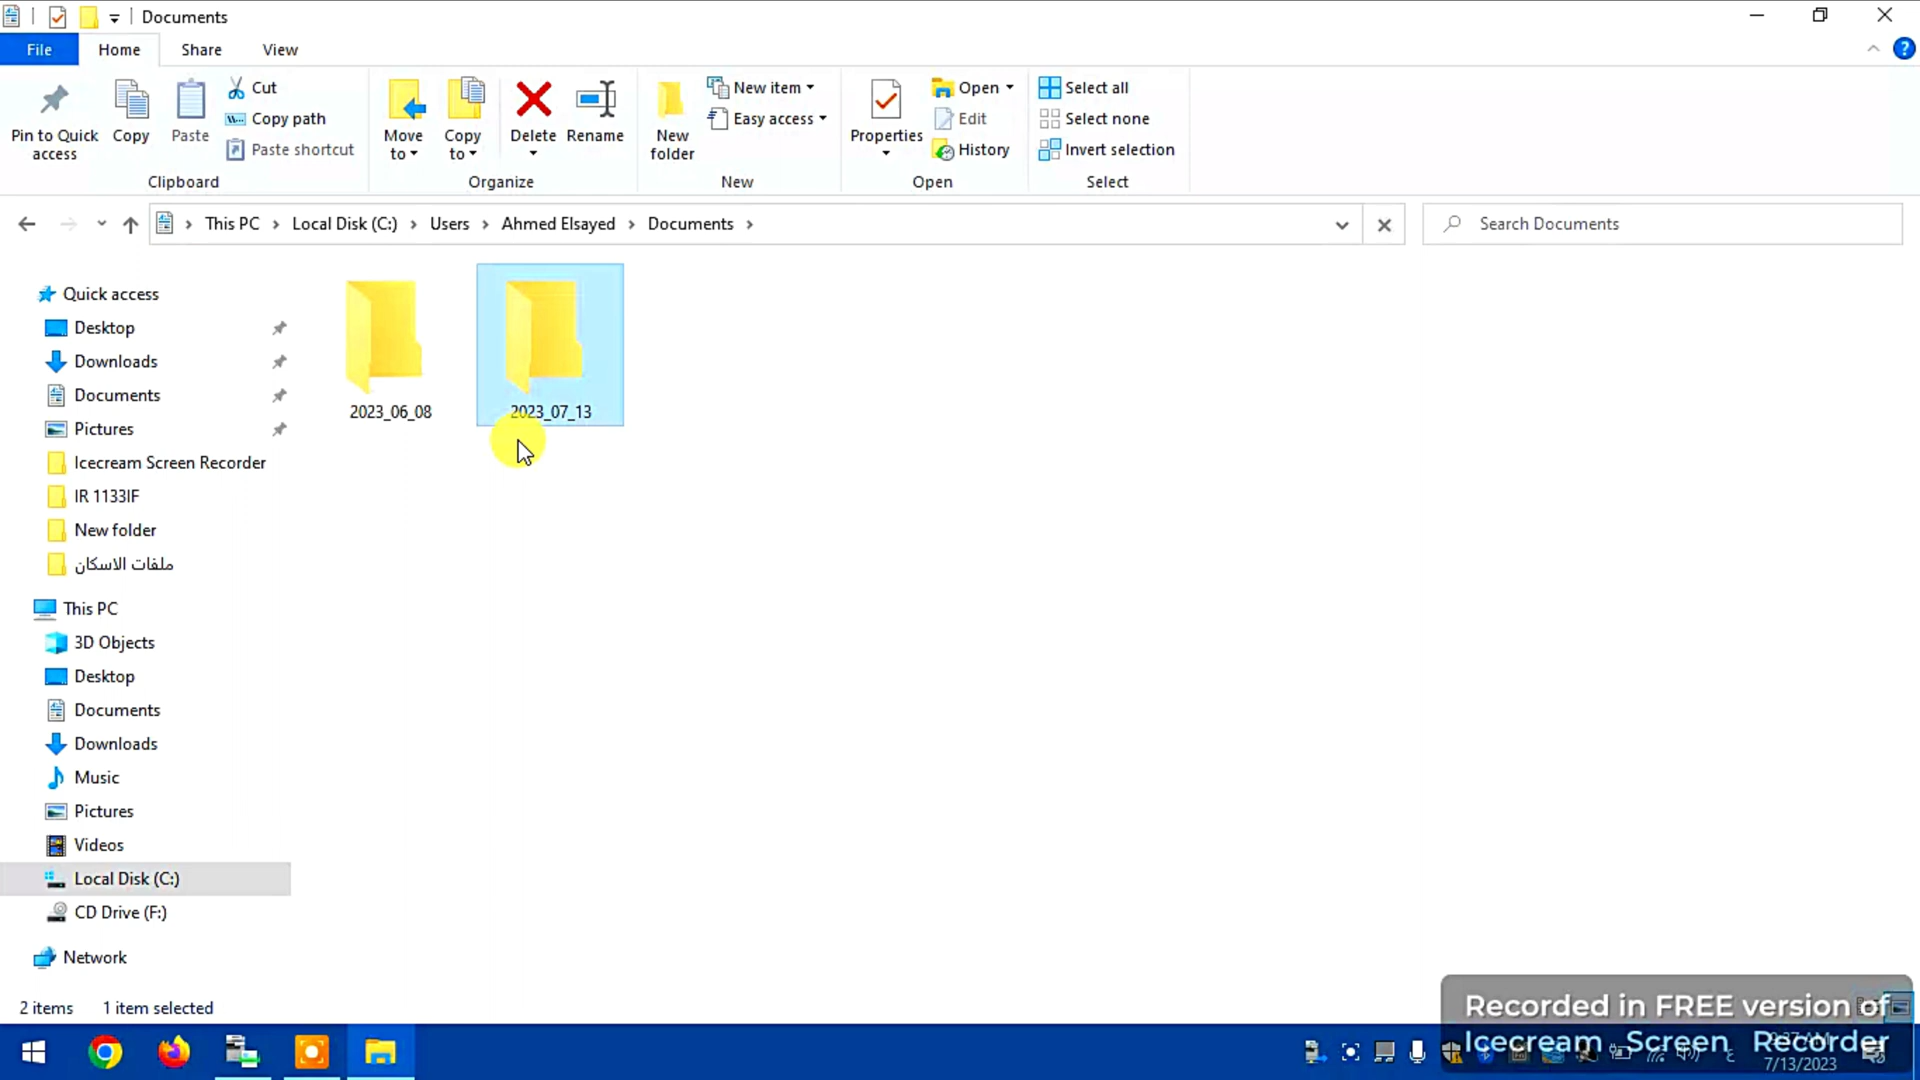 Documents
File Home Share View
Pin to Quick access
Copy
Paste
Cut
Copy path
Paste shortcut
Clipboard
Move to
Copy to
Delete
Rename
Organize
New folder
New item
Easy access
New
Properties
Open
Edit
History
Open
Select all
Select none
Invert selection
Select
This PC > Local Disk (C:) > Users > Ahmed Elsayed > Documents >
Search Documents
Quick access
Desktop
Downloads
Documents
Pictures
Icecream Screen Recorder
IR 1133IF
New folder
ملفات الاسكان
This PC
3D Objects
Desktop
Documents
Downloads
Music
Pictures
Videos
Local Disk (C:)
CD Drive (F:)
Network
2023_06_08
2023_07_13
2 items 1 item selected
Recorded in FREE version of
Icecream Screen Recorder
7/13/2023